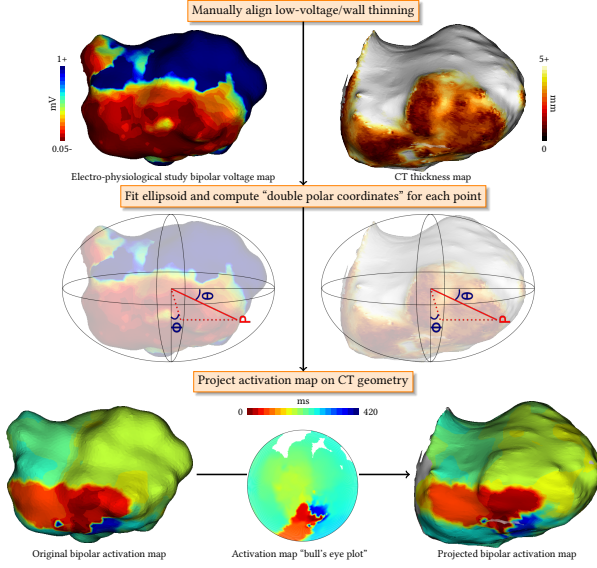 Manually align low-voltage/wall thinning
1+
mV
0.05-
5+
mm
0
Electro-physiological study bipolar voltage map
CT thickness map
Fit ellipsoid and compute “double polar coordinates” for each point
θ
Φ
P
θ
Φ
P
Project activation map on CT geometry
ms
0
420
Original bipolar activation map
Activation map “bull's eye plot”
Projected bipolar activation map